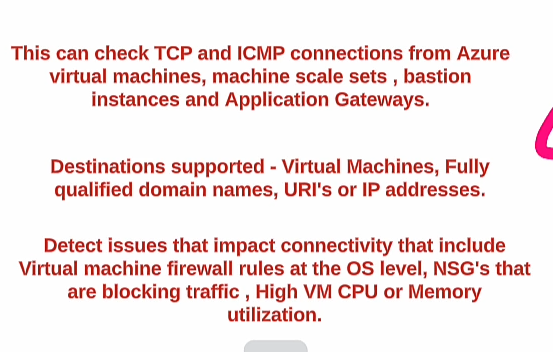 This can check TCP and ICMP connections from Azure
virtual machines, machine scale sets , bastion
instances and Application Gateways.
Destinations supported - Virtual Machines, Fully
qualified domain names, URI's or IP addresses.
Detect issues that impact connectivity that include
Virtual machine firewall rules at the OS level, NSG's that
are blocking traffic , High VM CPU or Memory
utilization.